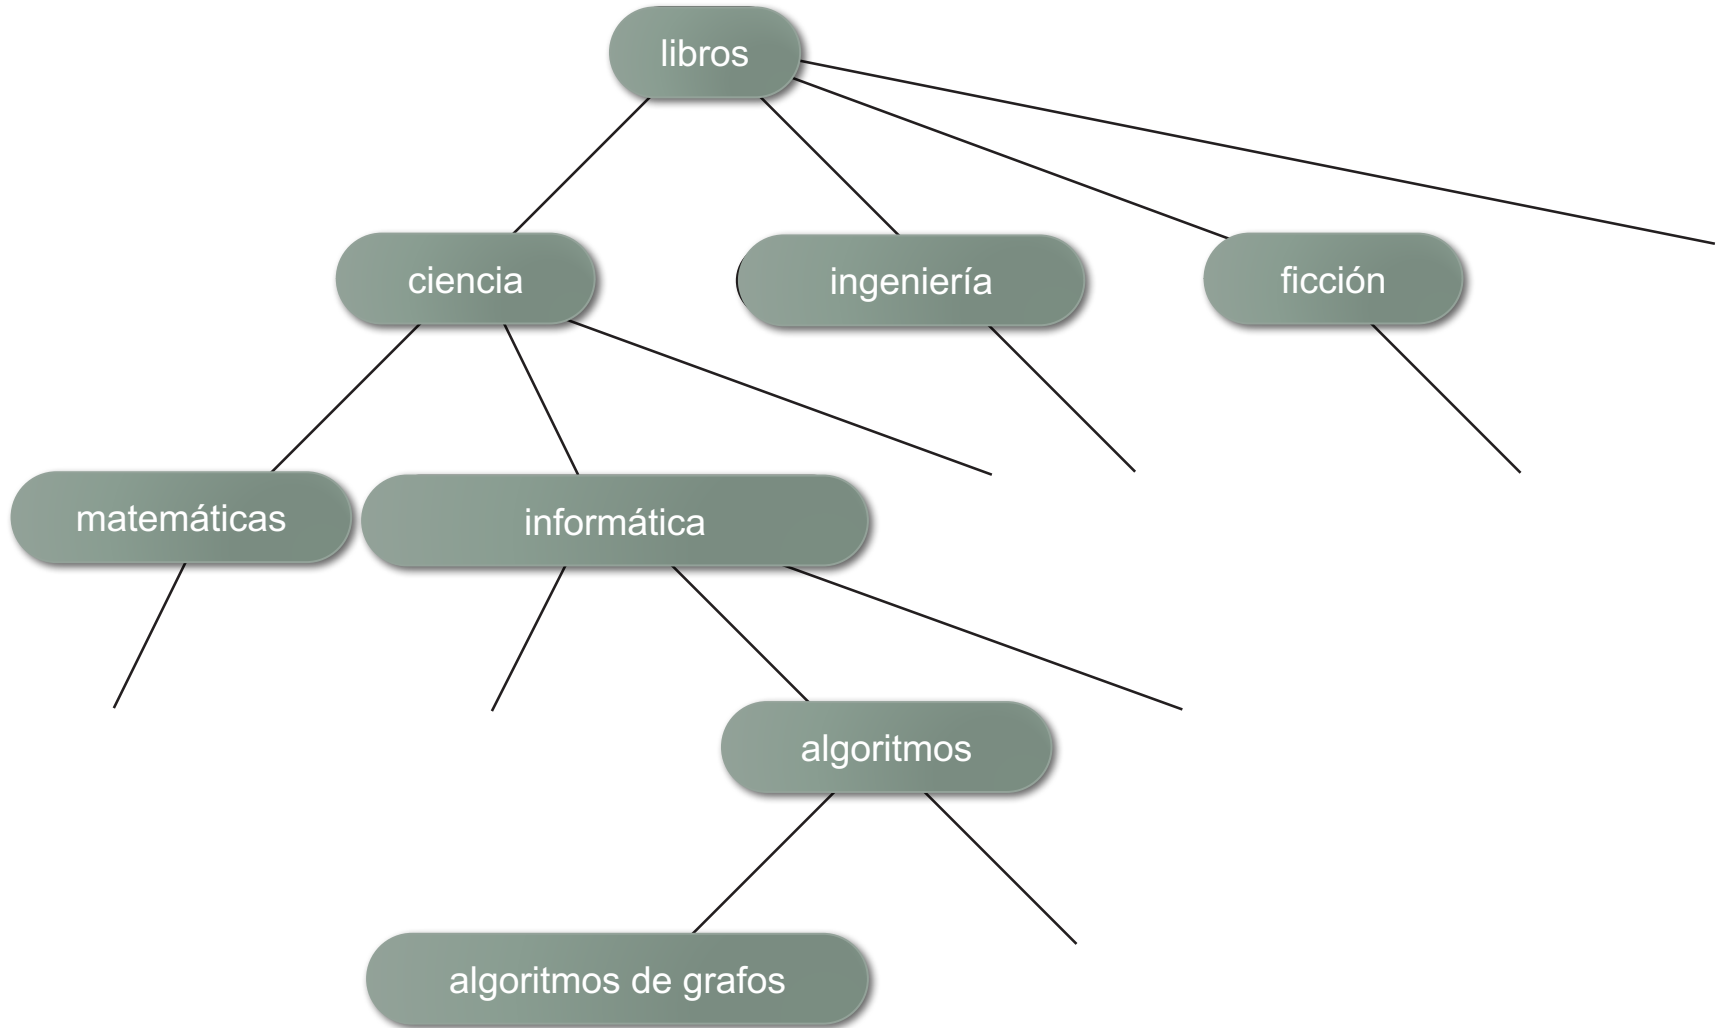 libros
ciencia
ingeniería
ficción
matemáticas
informática
algoritmos
algoritmos de grafos